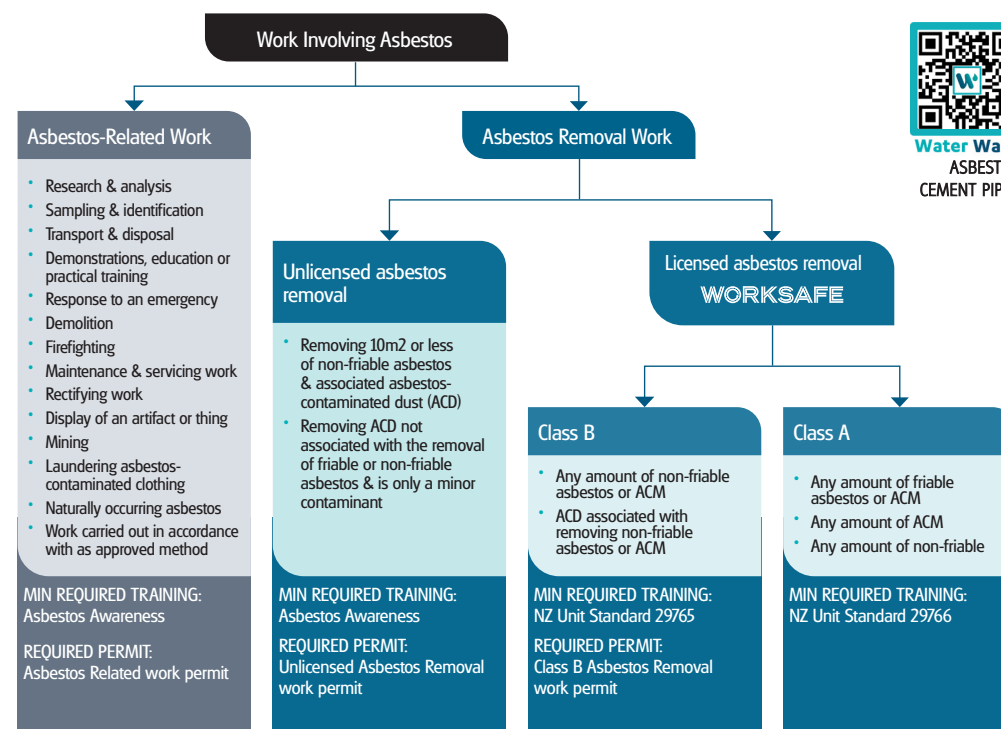 Work Involving Asbestos
Asbestos-Related Work
• Research & analysis
• Sampling & identification
• Transport & disposal
• Demonstrations, education or
practical training
• Response to an emergency
• Demolition
• Firefighting
• Maintenance & servicing work
• Rectifying work
• Display of an artifact or thing
• Mining
• Laundering asbestos-
contaminated clothing
• Naturally occurring asbestos
• Work carried out in accordance
with as approved method
MIN REQUIRED TRAINING:
Asbestos Awareness
REQUIRED PERMIT:
Asbestos Related work permit
Asbestos Removal Work
Unlicensed asbestos
removal
• Removing 10m2 or less
of non-friable asbestos
& associated asbestos-
contaminated dust (ACD)
• Removing ACD not
associated with the removal
of friable or non-friable
asbestos & is only a minor
contaminant
MIN REQUIRED TRAINING:
Asbestos Awareness
REQUIRED PERMIT:
Unlicensed Asbestos Removal
work permit
Licensed asbestos removal
WORKSAFE
Class B
• Any amount of non-friable
asbestos or ACM
• ACD associated with
removing non-friable
asbestos or ACM
MIN REQUIRED TRAINING:
NZ Unit Standard 29765
REQUIRED PERMIT:
Class B Asbestos Removal
work permit
Class A
• Any amount of friable
asbestos or ACM
• Any amount of ACM
• Any amount of non-friable
MIN REQUIRED TRAINING:
NZ Unit Standard 29766
W
Water Wa
ASBEST
CEMENT PIP